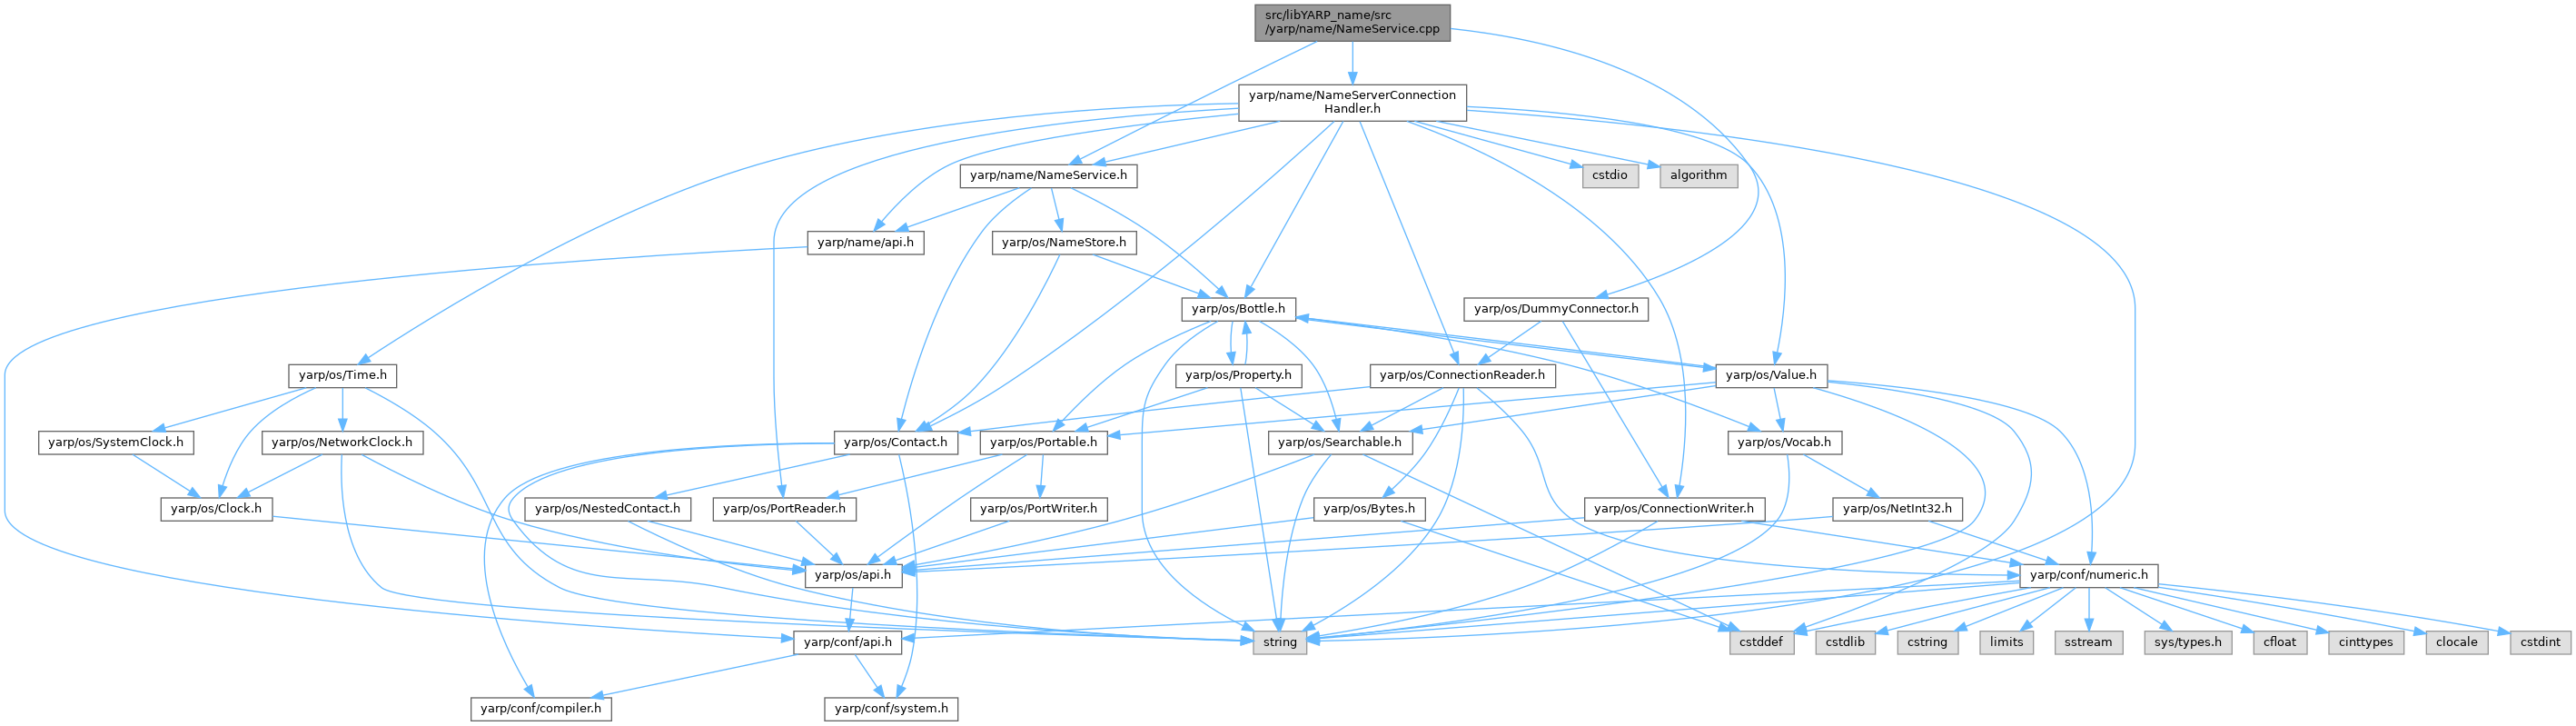 src/libYARP_name/src
/yarp/name/NameService.cpp
yarp/name/NameServerConnection
Handler.h
yarp/name/NameService.h
cstdio
algorithm
yarp/name/api.h
yarp/os/NameStore.h
yarp/os/Bottle.h
yarp/os/DummyConnector.h
yarp/os/Time.h
yarp/os/Property.h
yarp/os/ConnectionReader.h
yarp/os/Value.h
yarp/os/SystemClock.h
yarp/os/NetworkClock.h
yarp/os/Contact.h
yarp/os/Portable.h
yarp/os/Searchable.h
yarp/os/Vocab.h
yarp/os/Clock.h
yarp/os/NestedContact.h
yarp/os/PortReader.h
yarp/os/PortWriter.h
yarp/os/Bytes.h
yarp/os/ConnectionWriter.h
yarp/os/NetInt32.h
yarp/os/api.h
yarp/conf/numeric.h
yarp/conf/api.h
string
cstddef
cstdlib
cstring
limits
sstream
sys/types.h
cfloat
cinttypes
clocale
cstdint
yarp/conf/compiler.h
yarp/conf/system.h